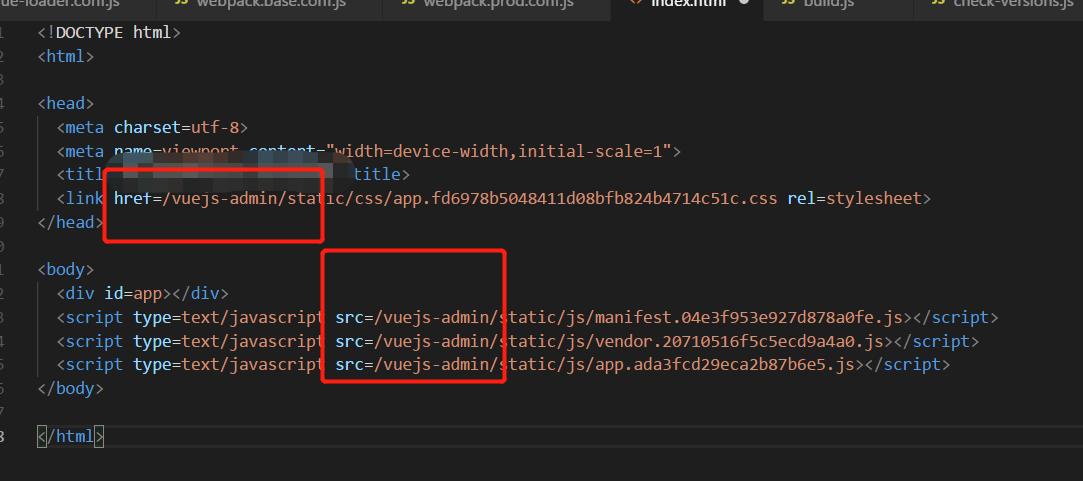 ue-loader.conf.js JS webpack.base.conf.js JS webpack.prod.conf.js <> index.html JS build.js JS check-versions.js
<!DOCTYPE html>
<html>
<head>
<meta charset=utf-8>
<meta name=viewport content="width=device-width,initial-scale=1">
<titl title>
<link href=/vuejs-admin/static/css/app.fd6978b5048411d08bfb824b4714c51c.css rel=stylesheet>
</head>
<body>
<div id=app></div>
<script type=text/javascript src=/vuejs-admin/static/js/manifest.04e3f953e927d878a0fe.js></script>
<script type=text/javascript src=/vuejs-admin/static/js/vendor.20710516f5c5ecd9a4a0.js></script>
<script type=text/javascript src=/vuejs-admin/static/js/app.ada3fcd29eca2b87b6e5.js></script>
</body>
</html>